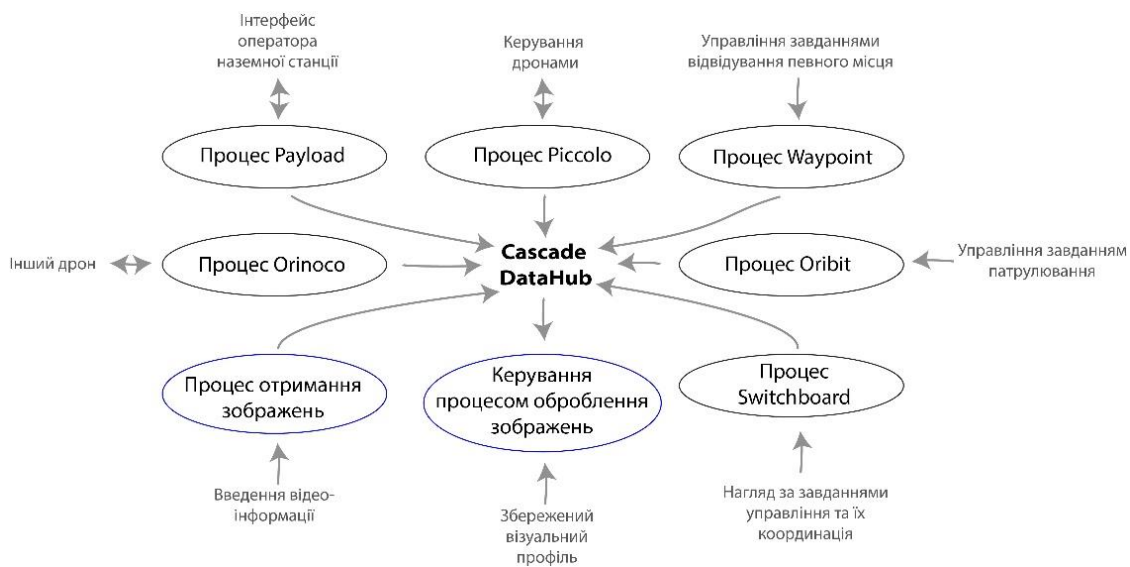 Інтерфейс
оператора
наземної станції
Керування
дронами
Управління завданнями
відвідування певного місця
Процес Payload
Процес Piccolo
Процес Waypoint
Інший дрон
Процес Orinoco
Cascade
DataHub
Процес Oribit
Управління завданням
патрулювання
Процес отримання
зображень
Керування
процесом оброблення
зображень
Процес
Switchboard
Введення відео-
інформації
Збережений
візуальний
профіль
Нагляд за завданнями
управління та їх
координація